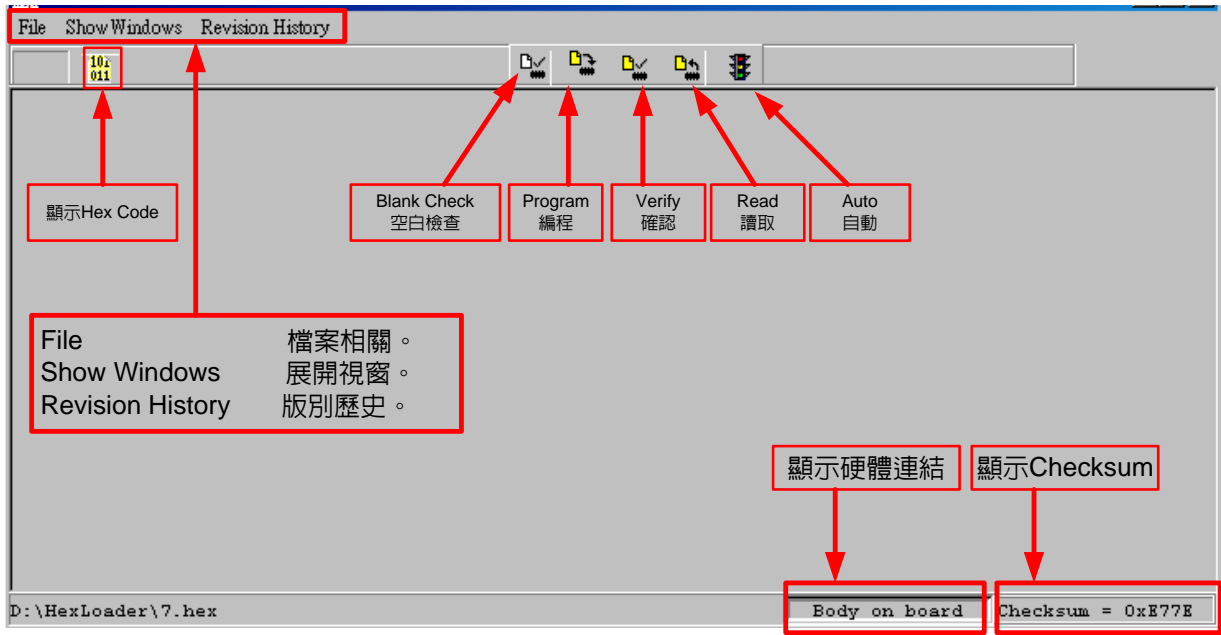 File Show Windows Revision History
101
011
顯示Hex Code
Blank Check
空白檢查
Program
編程
Verify
確認
Read
讀取
Auto
自動
File 檔案相關。
Show Windows 展開視窗。
Revision History 版別歷史。
顯示硬體連結
顯示Checksum
D:\HexLoader\7.hex
Body on board
Checksum = 0xE77E